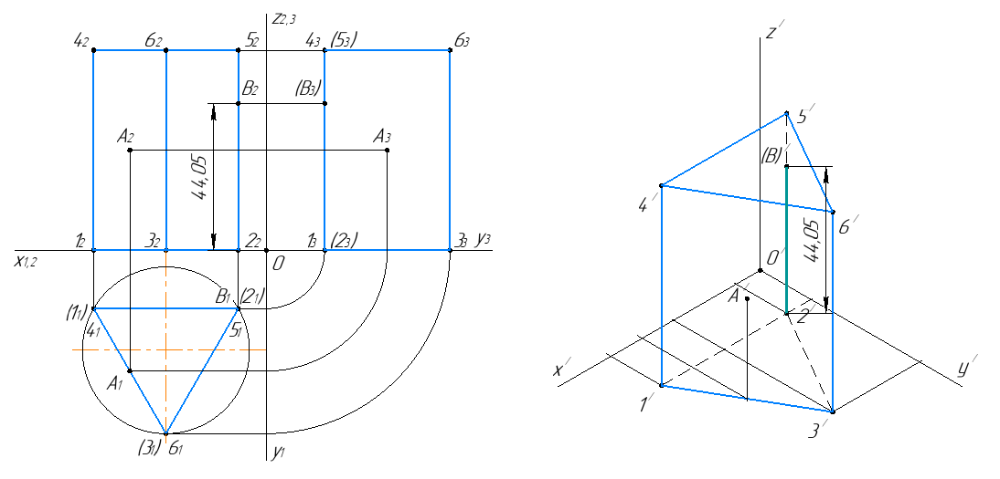 z2,3
42 62 52 43 (53) 63
B2 (B3)
A2 A3
44,05
12 32 22 13 (23) 33 y3
x1,2 0
(11) 41 B1 (21)
51
A1
(31) 61 y1
z′
5′
(B)′
4′
6′
44,05
0′
A′
2′
x′ y′
1′
3′